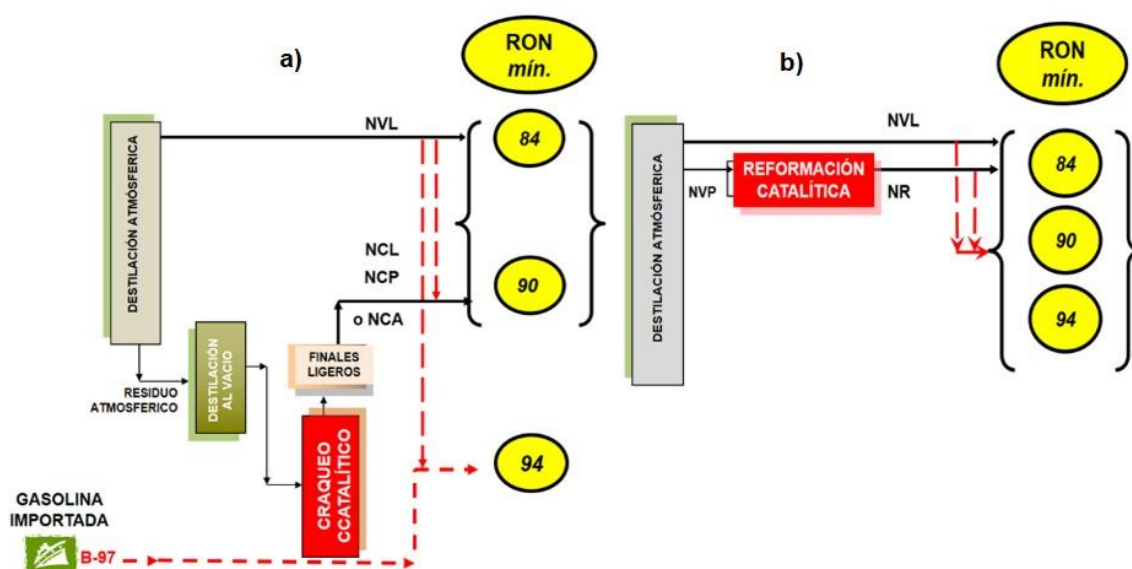 a)
RON
mín.
NVL
84
DESTILACIÓN ATMÓSFERICA
NCL
NCP
o NCA
90
FINALES
LIGEROS
RESIDUO
ATMOSFERICO
DESTILACIÓN
AL VACIO
CRAQUEO
CCATALÍTICO
94
GASOLINA
IMPORTADA
B-97
b)
RON
mín.
NVL
84
DESTILACIÓN ATMÓSFERICA
NVP
REFORMACIÓN
CATALÍTICA
NR
90
94